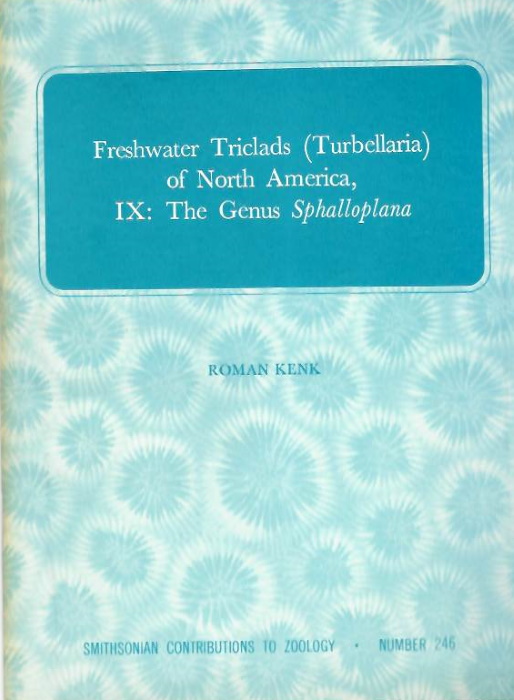 Freshwater Triclads (Turbellaria)
of North America,
IX: The Genus Sphalloplana
ROMAN KENK
SMITHSONIAN CONTRIBUTIONS TO ZOOLOGY • NUMBER 246